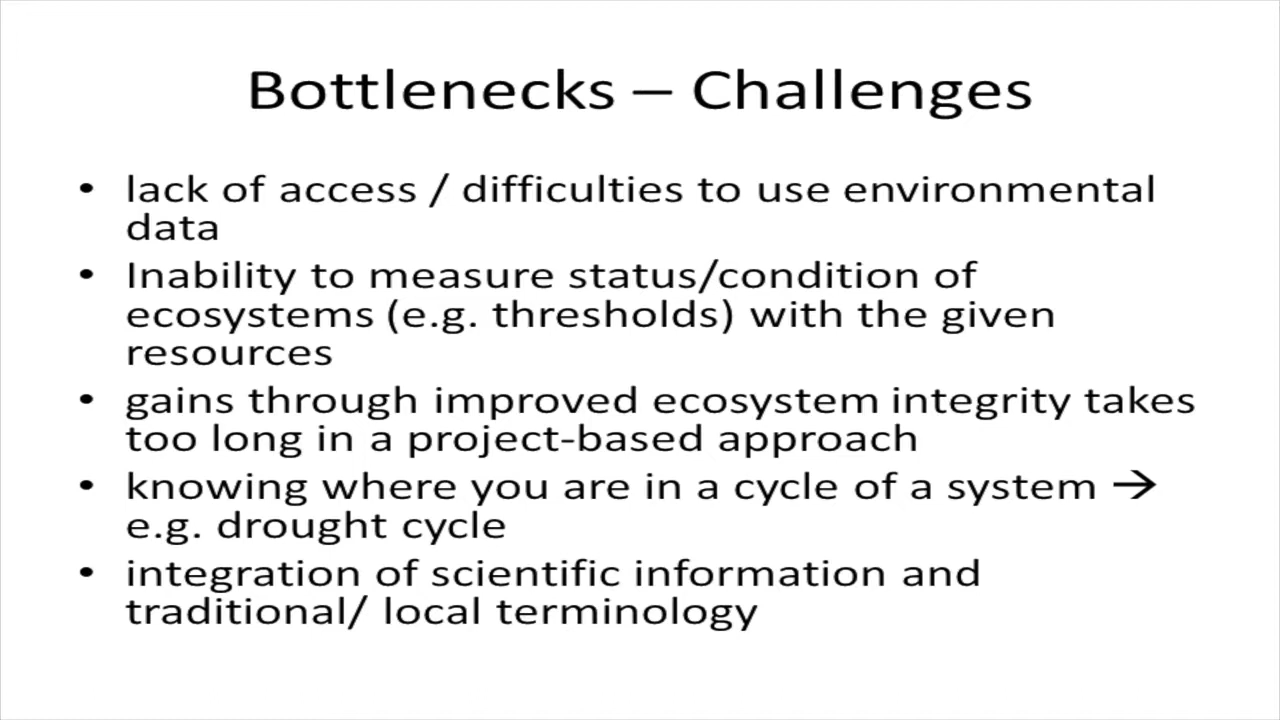 Bottlenecks – Challenges
• lack of access / difficulties to use environmental
data
• Inability to measure status/condition of
ecosystems (e.g. thresholds) with the given
resources
• gains through improved ecosystem integrity takes
too long in a project-based approach
• knowing where you are in a cycle of a system →
e.g. drought cycle
• integration of scientific information and
traditional/ local terminology